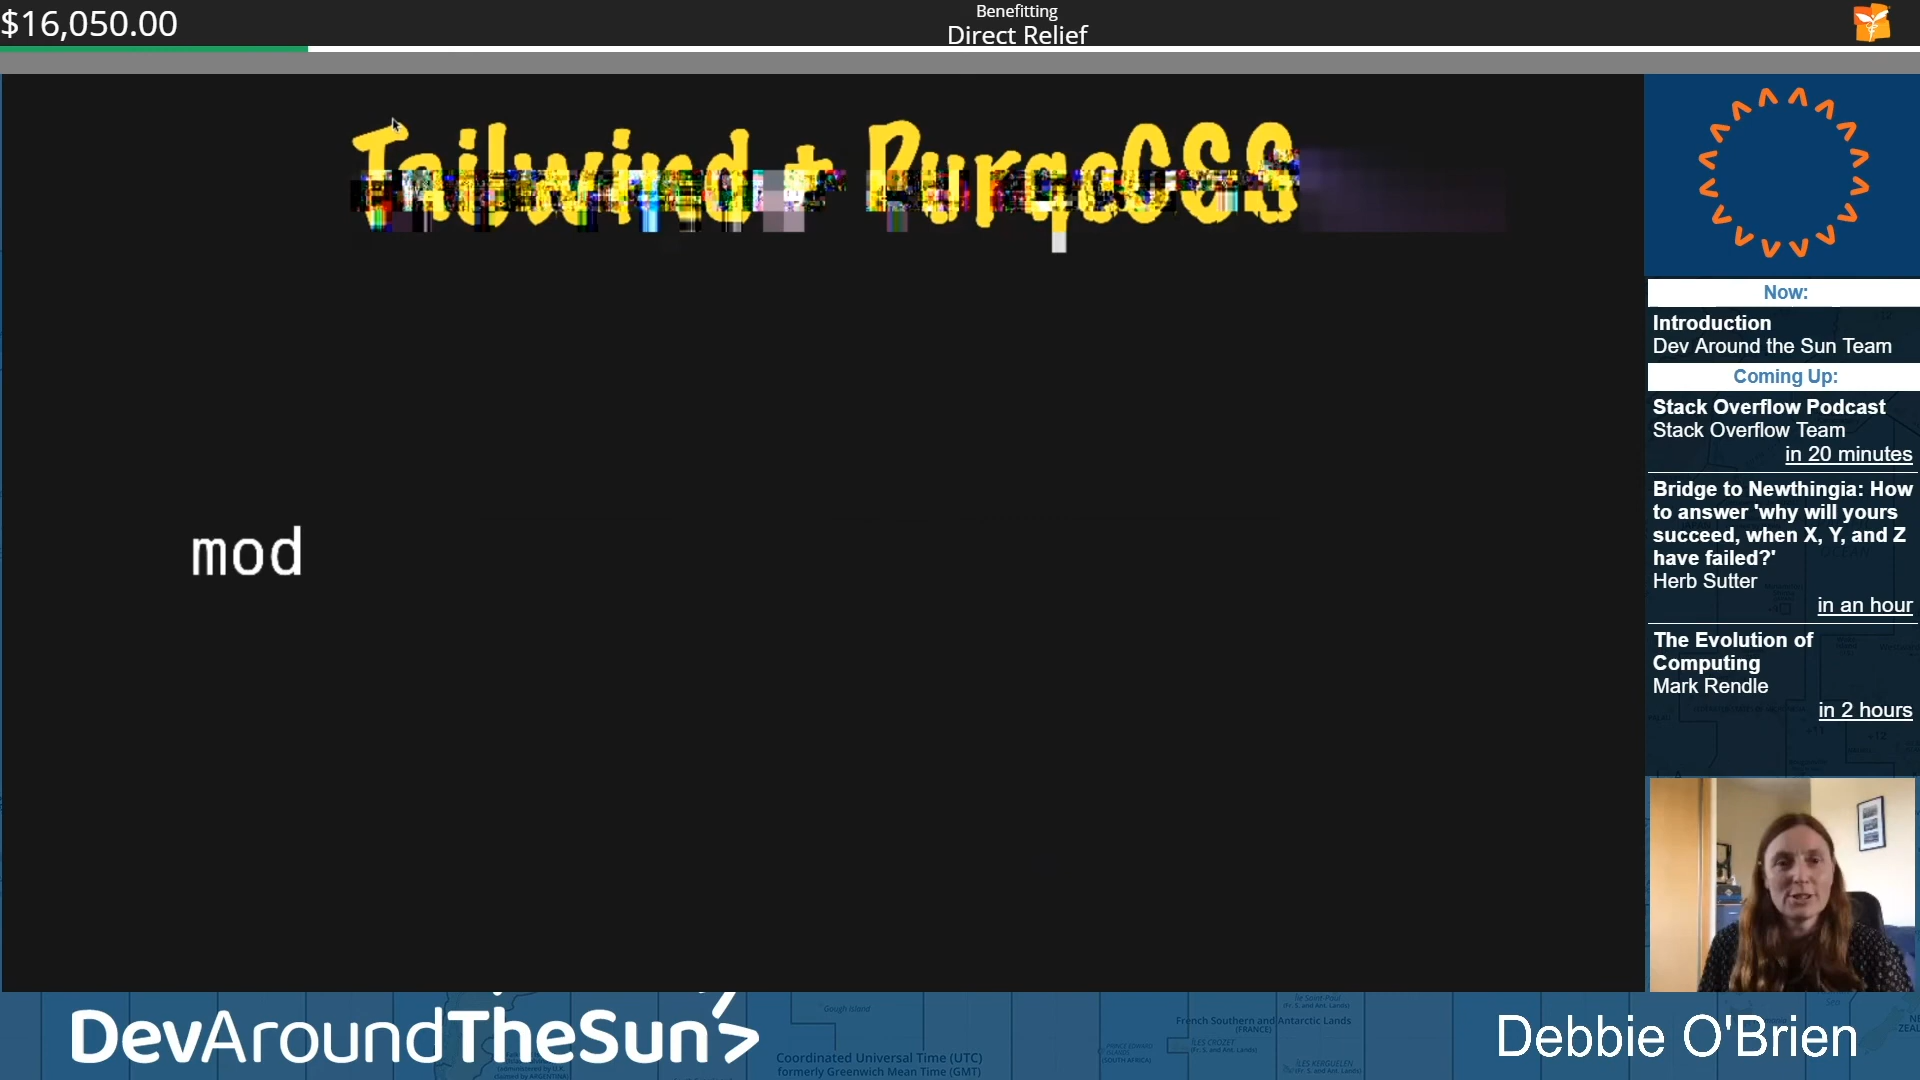 $16,050.00
Benefitting
Direct Relief
Tailwind + PurgeCSS
mod
Now:
Introduction
Dev Around the Sun Team
Coming Up:
Stack Overflow Podcast
Stack Overflow Team
in 20 minutes
Bridge to Newthingia: How
to answer 'why will yours
succeed, when X, Y, and Z
have failed?'
Herb Sutter
in an hour
The Evolution of
Computing
Mark Rendle
in 2 hours
DevAroundTheSun
Gough Island
Coordinated Universal Time (UTC)
formerly Greenwich Mean Time (GMT)
French Southern and Antarctic Lands
(FRANCE)
Debbie O'Brien